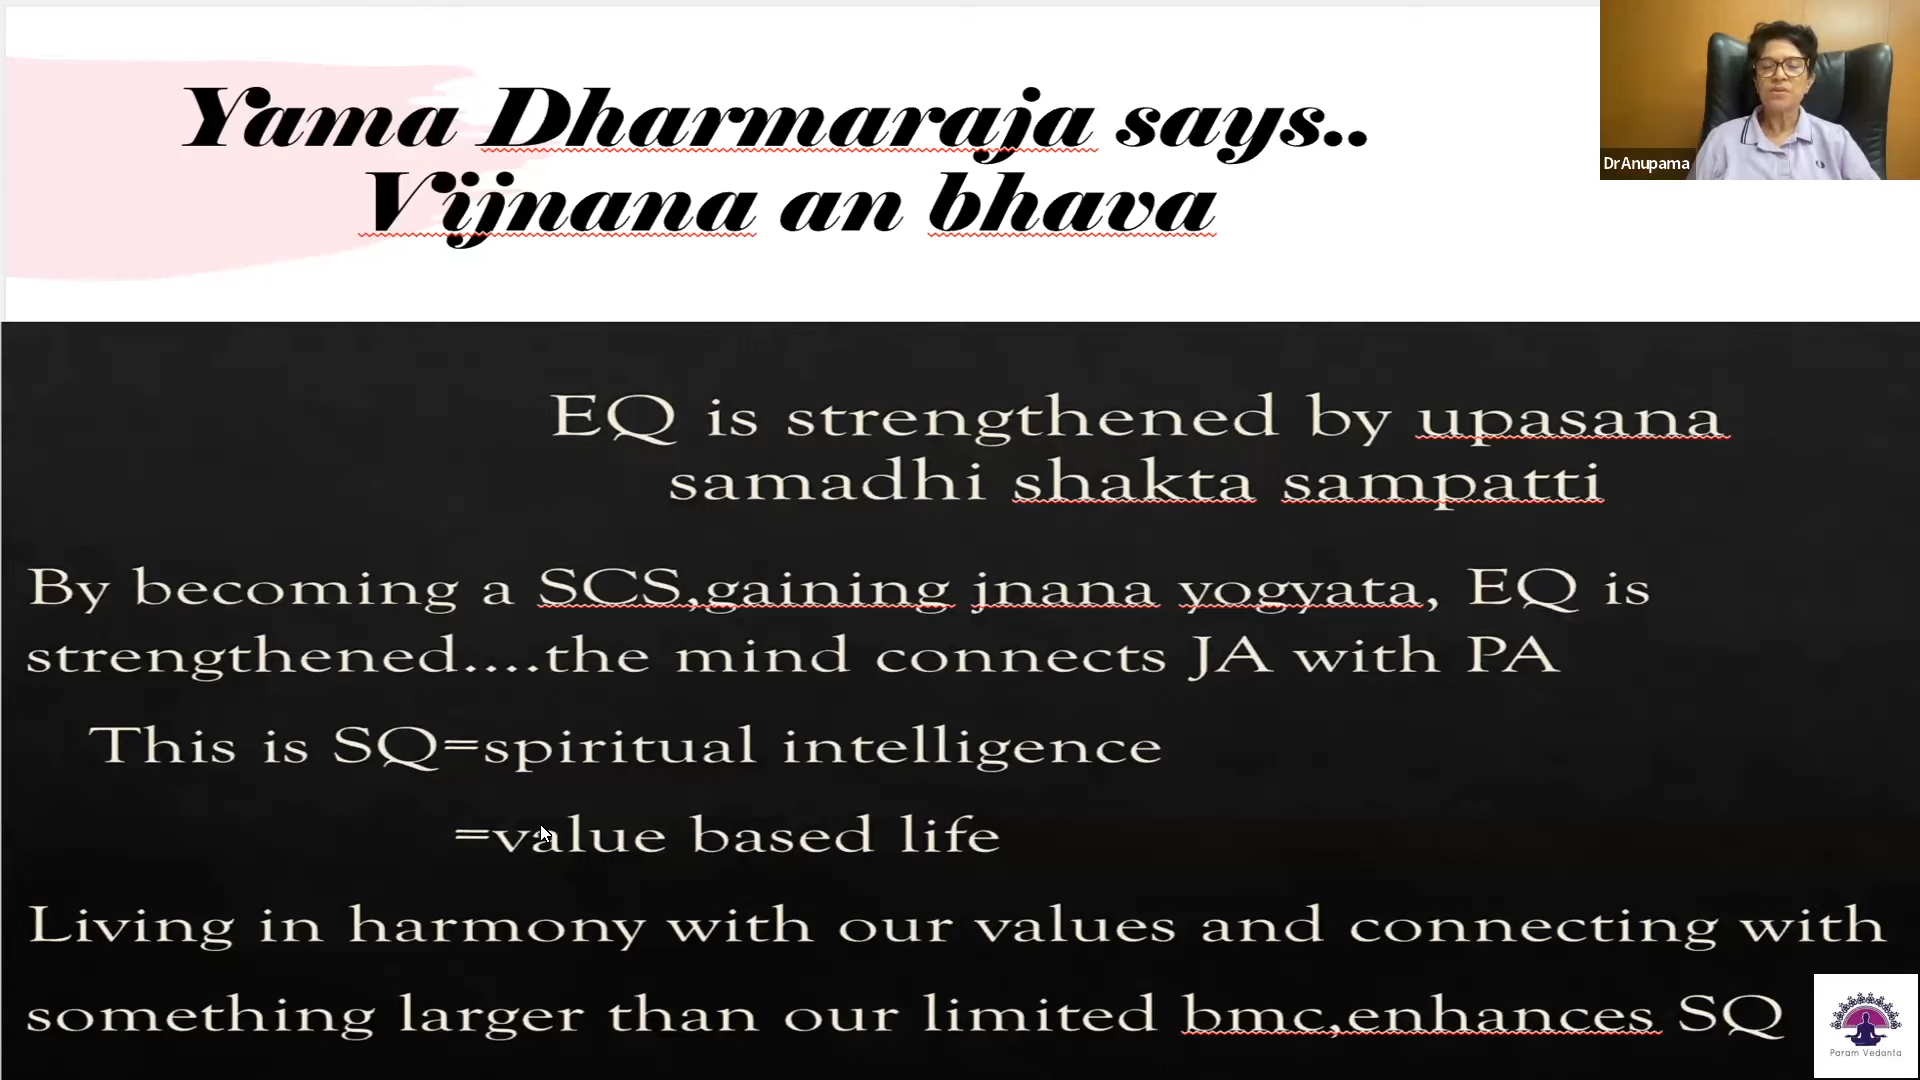 Yama Dharmaraja says..
Vijnana an bhava
DrAnupama
EQ is strengthened by upasana
samadhi shakta sampatti
By becoming a SCS,gaining jnana yogyata, EQ is
strengthened....the mind connects JA with PA
This is SQ=spiritual intelligence
=value based life
Living in harmony with our values and connecting with
something larger than our limited bmc,enhances SQ
Param Vedanta